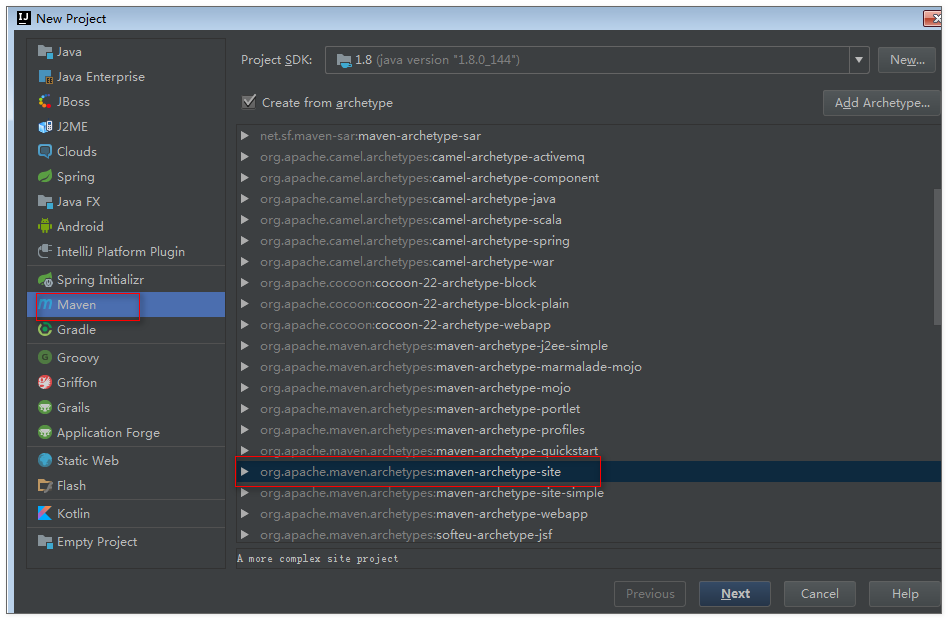 New Project
Java
Java Enterprise
JBoss
J2ME
Clouds
Spring
Java FX
Android
IntelliJ Platform Plugin
Spring Initializr
Maven
Gradle
Groovy
Griffon
Grails
Application Forge
Static Web
Flash
Kotlin
Empty Project
Project SDK: 1.8 (java version "1.8.0_144") New...
Create from archetype Add Archetype...
net.sf.maven-sar:maven-archetype-sar
org.apache.camel.archetypes:camel-archetype-activemq
org.apache.camel.archetypes:camel-archetype-component
org.apache.camel.archetypes:camel-archetype-java
org.apache.camel.archetypes:camel-archetype-scala
org.apache.camel.archetypes:camel-archetype-spring
org.apache.camel.archetypes:camel-archetype-war
org.apache.cocoon:cocoon-22-archetype-block
org.apache.cocoon:cocoon-22-archetype-block-plain
org.apache.cocoon:cocoon-22-archetype-webapp
org.apache.maven.archetypes:maven-archetype-j2ee-simple
org.apache.maven.archetypes:maven-archetype-marmalade-mojo
org.apache.maven.archetypes:maven-archetype-mojo
org.apache.maven.archetypes:maven-archetype-portlet
org.apache.maven.archetypes:maven-archetype-profiles
org.apache.maven.archetypes:maven-archetype-quickstart
org.apache.maven.archetypes:maven-archetype-site
org.apache.maven.archetypes:maven-archetype-site-simple
org.apache.maven.archetypes:maven-archetype-webapp
org.apache.maven.archetypes:softeu-archetype-jsf
A more complex site project
Previous Next Cancel Help